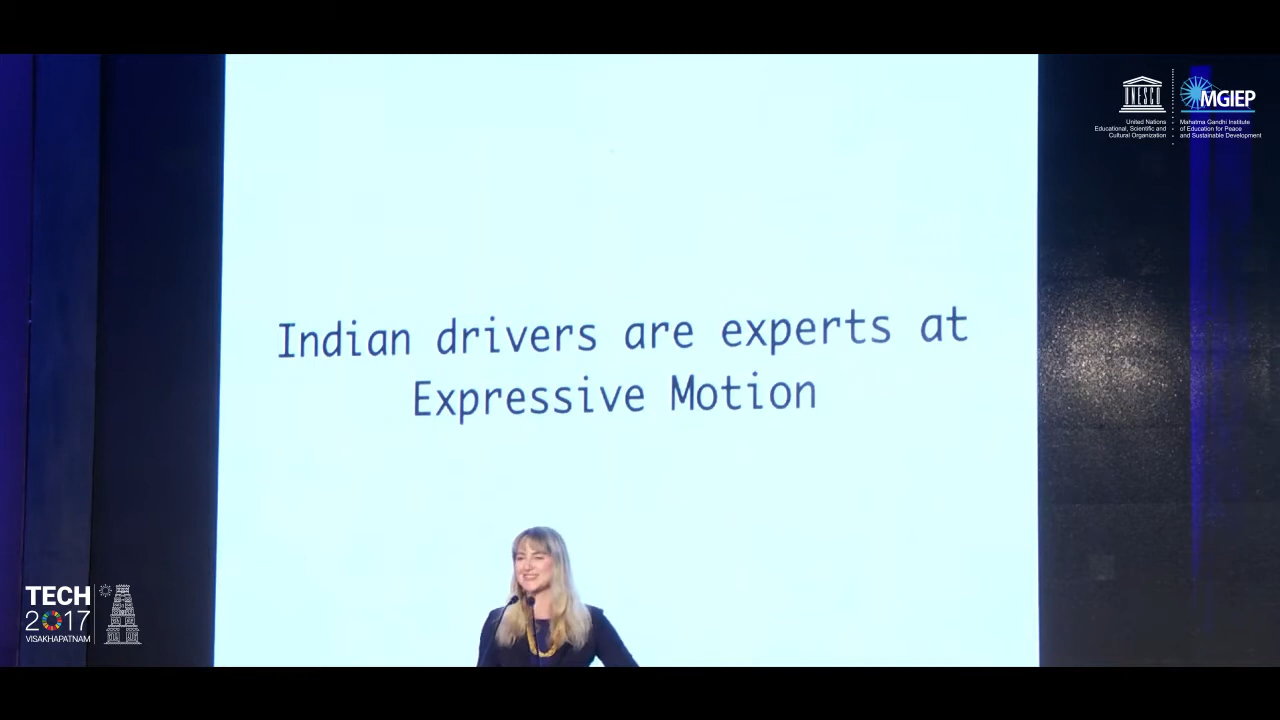 Indian drivers are experts at
Expressive Motion
UNESCO
United Nations
Educational, Scientific and
Cultural Organization
MGIEP
Mahatma Gandhi Institute
of Education for Peace
and Sustainable Development
TECH
2017
VISAKHAPATNAM